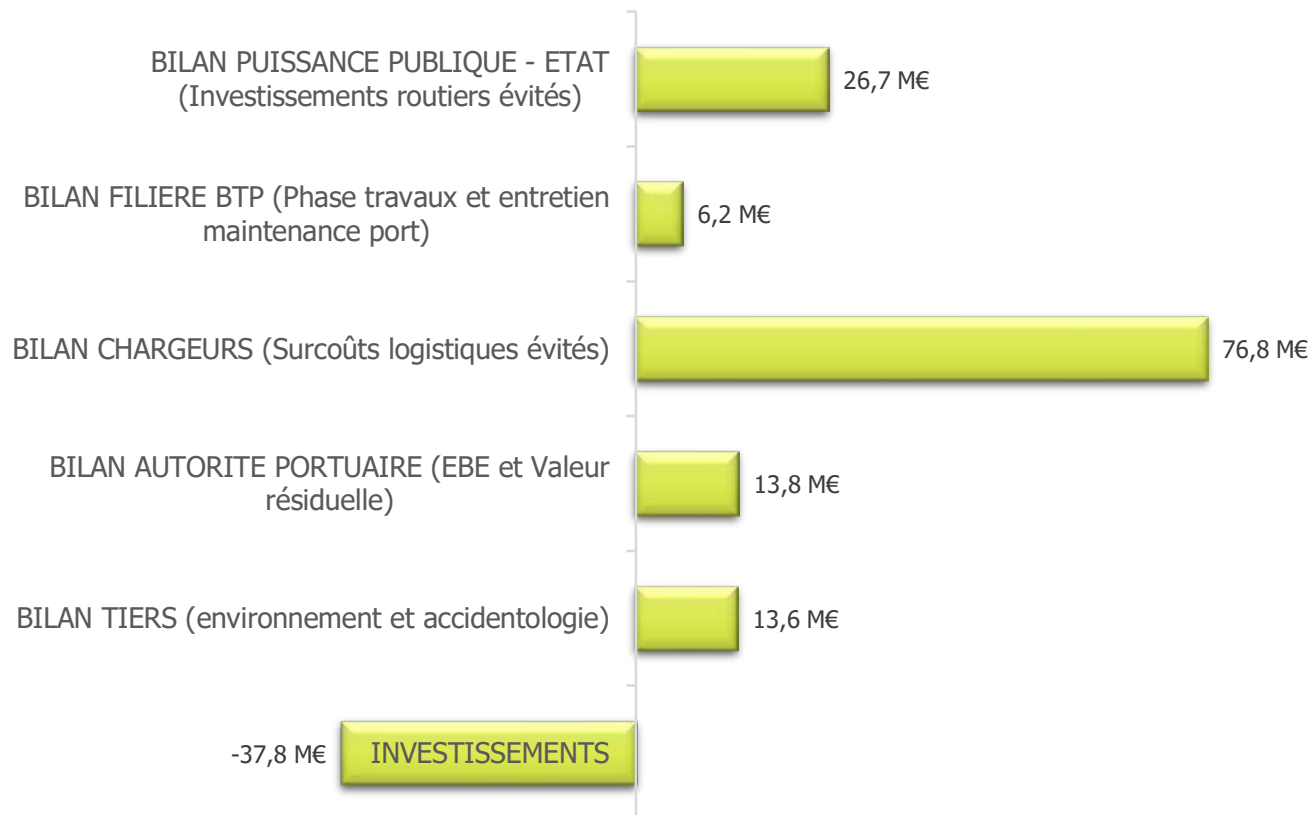 BILAN PUISSANCE PUBLIQUE - ETAT
(Investissements routiers évités)
26,7 M€
BILAN FILIERE BTP (Phase travaux et entretien
maintenance port)
6,2 M€
BILAN CHARGEURS (Surcoûts logistiques évités)
76,8 M€
BILAN AUTORITE PORTUAIRE (EBE et Valeur
résiduelle)
13,8 M€
BILAN TIERS (environnement et accidentologie)
13,6 M€
-37,8 M€
INVESTISSEMENTS